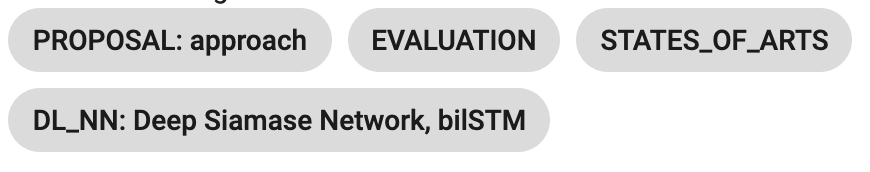 PROPOSAL: approach EVALUATION STATES_OF_ARTS
DL_NN: Deep Siamase Network, bilSTM